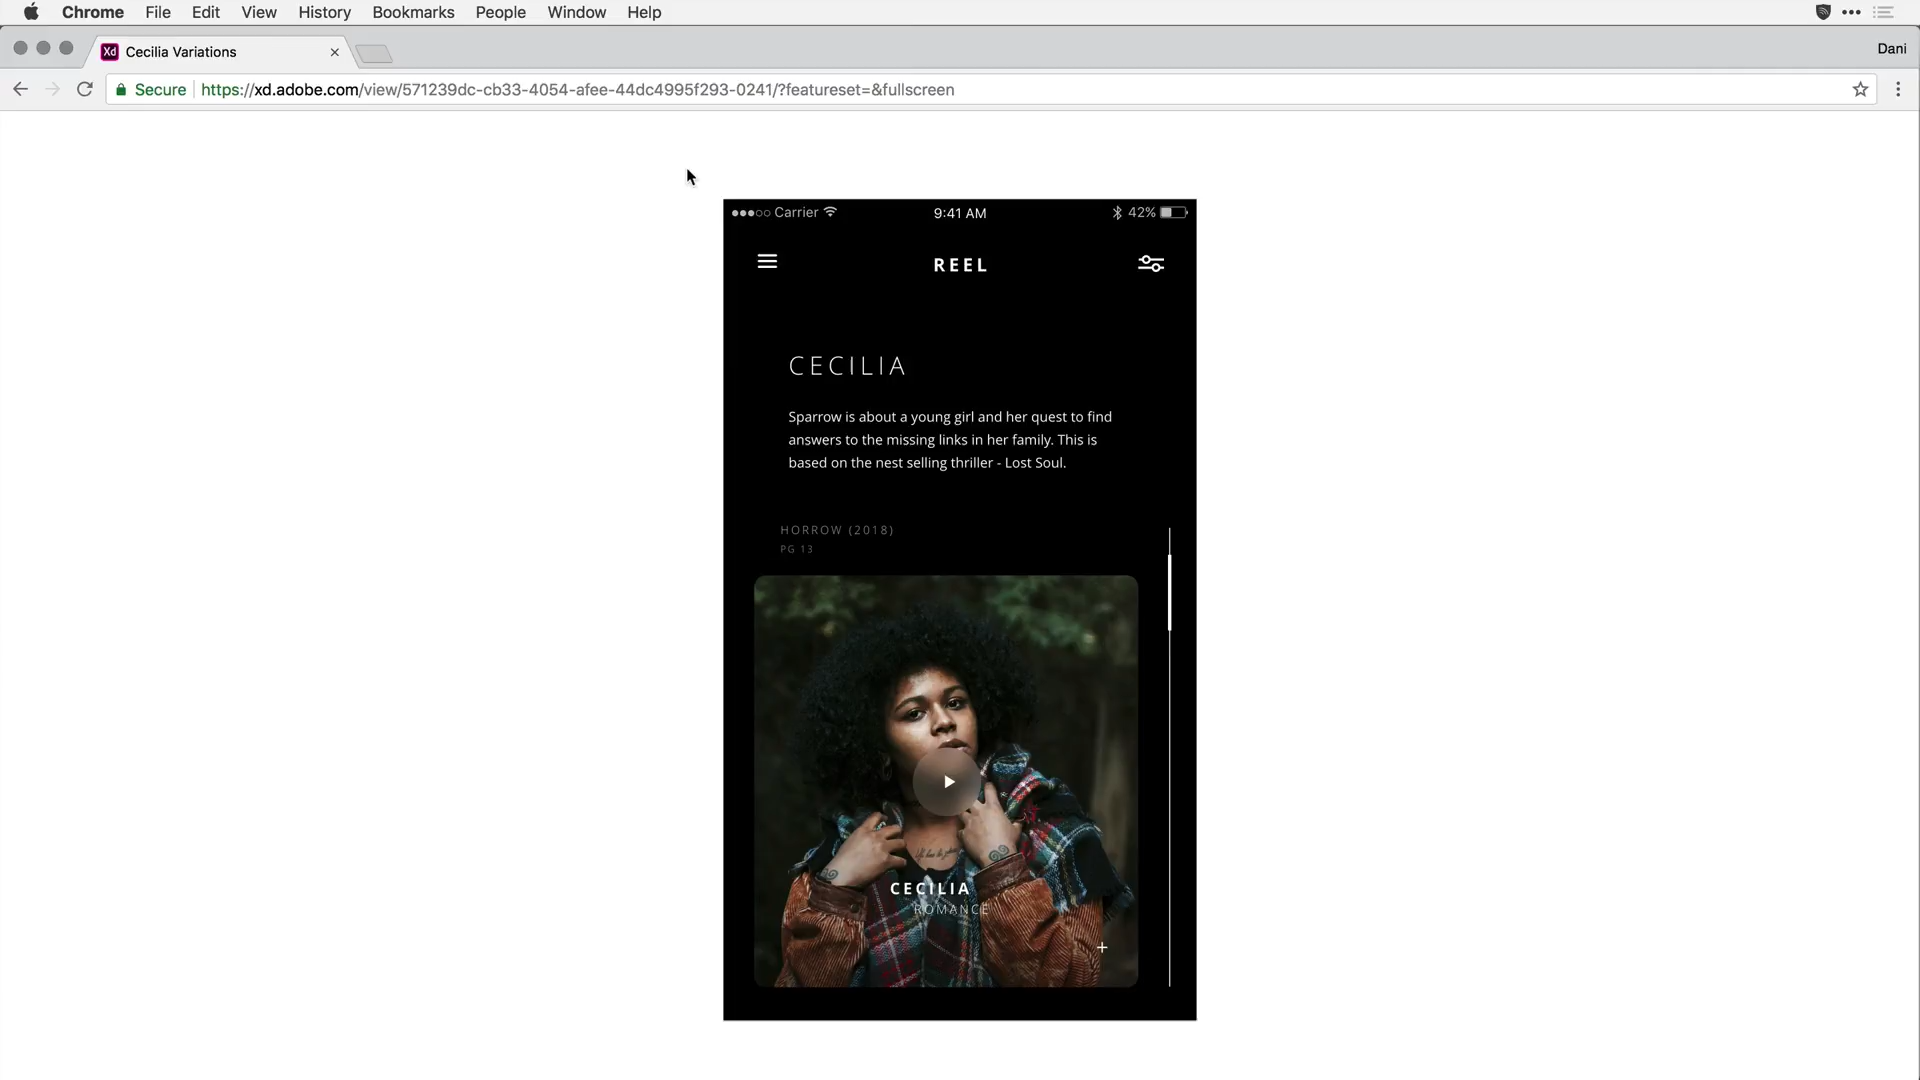 Chrome File Edit View History Bookmarks People Window Help
Xd Cecilia Variations
Dani
Secure https://xd.adobe.com/view/571239dc-cb33-4054-afee-44dc4995f293-0241/?featureset=&fullscreen
Carrier 9:41 AM 42%
REEL
CECILIA
Sparrow is about a young girl and her quest to find
answers to the missing links in her family. This is
based on the nest selling thriller - Lost Soul.
HORROW (2018)
PG 13
CECILIA
ROMANCE